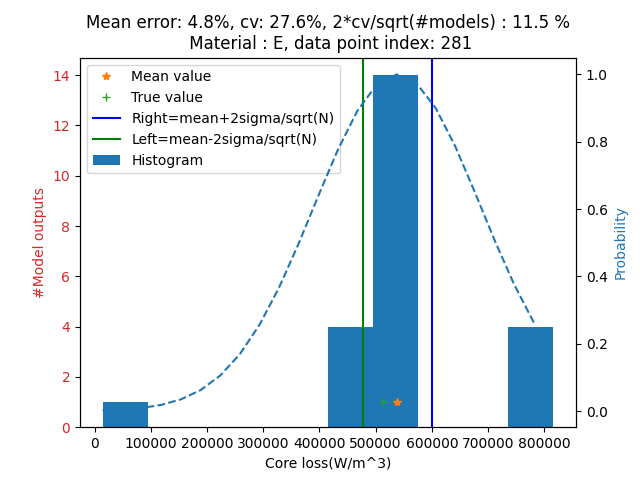 Mean error: 4.8%, cv: 27.6%, 2*cv/sqrt(#models) : 11.5 %
Material : E, data point index: 281
Mean value
True value
Right=mean+2sigma/sqrt(N)
Left=mean-2sigma/sqrt(N)
Histogram
14
12
10
8
6
4
2
0
#Model outputs
1.0
0.8
0.6
0.4
0.2
0.0
Probability
0 100000 200000 300000 400000 500000 600000 700000 800000
Core loss(W/m^3)